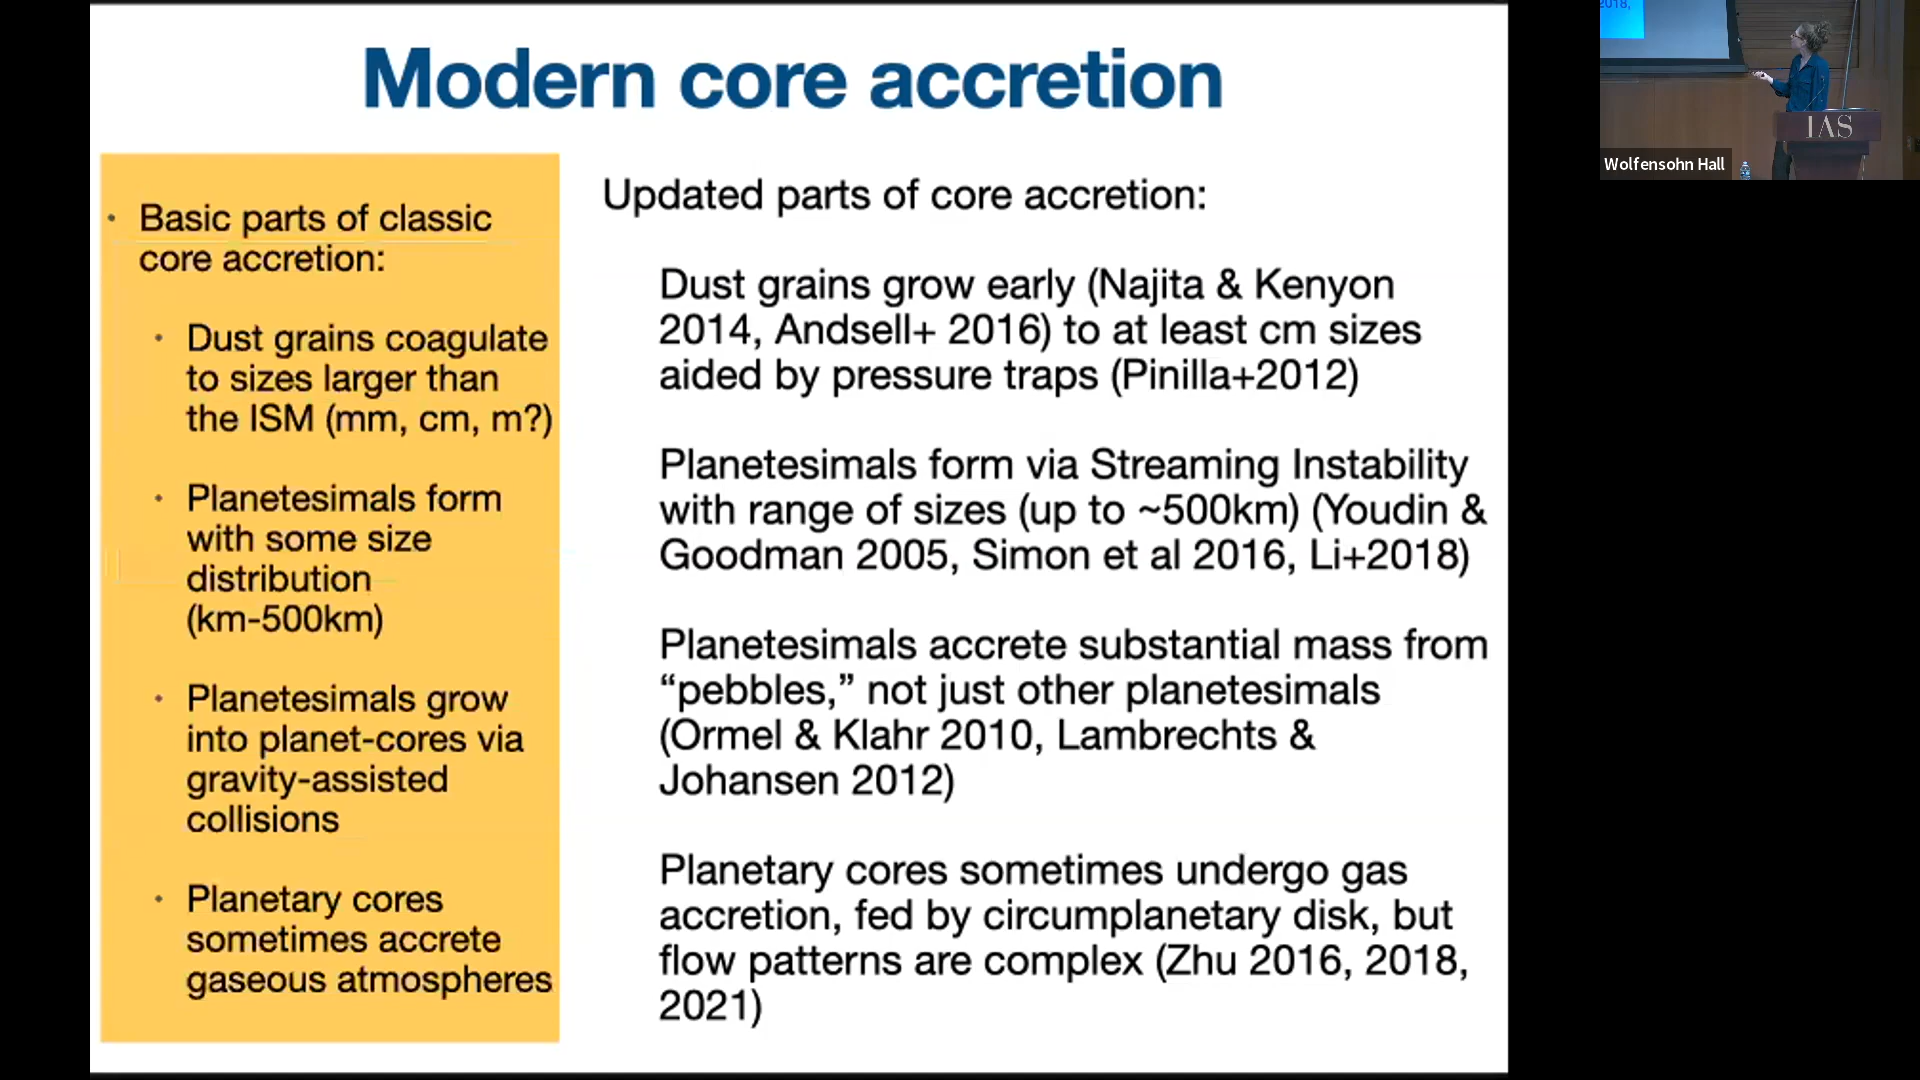 Modern core accretion
• Basic parts of classic
core accretion:
• Dust grains coagulate
to sizes larger than
the ISM (mm, cm, m?)
• Planetesimals form
with some size
distribution
(km-500km)
• Planetesimals grow
into planet-cores via
gravity-assisted
collisions
• Planetary cores
sometimes accrete
gaseous atmospheres
Updated parts of core accretion:
Dust grains grow early (Najita & Kenyon
2014, Andsell+ 2016) to at least cm sizes
aided by pressure traps (Pinilla+2012)
Planetesimals form via Streaming Instability
with range of sizes (up to ~500km) (Youdin &
Goodman 2005, Simon et al 2016, Li+2018)
Planetesimals accrete substantial mass from
“pebbles,” not just other planetesimals
(Ormel & Klahr 2010, Lambrechts &
Johansen 2012)
Planetary cores sometimes undergo gas
accretion, fed by circumplanetary disk, but
flow patterns are complex (Zhu 2016, 2018,
2021)
2018,
IAS
Wolfensohn Hall